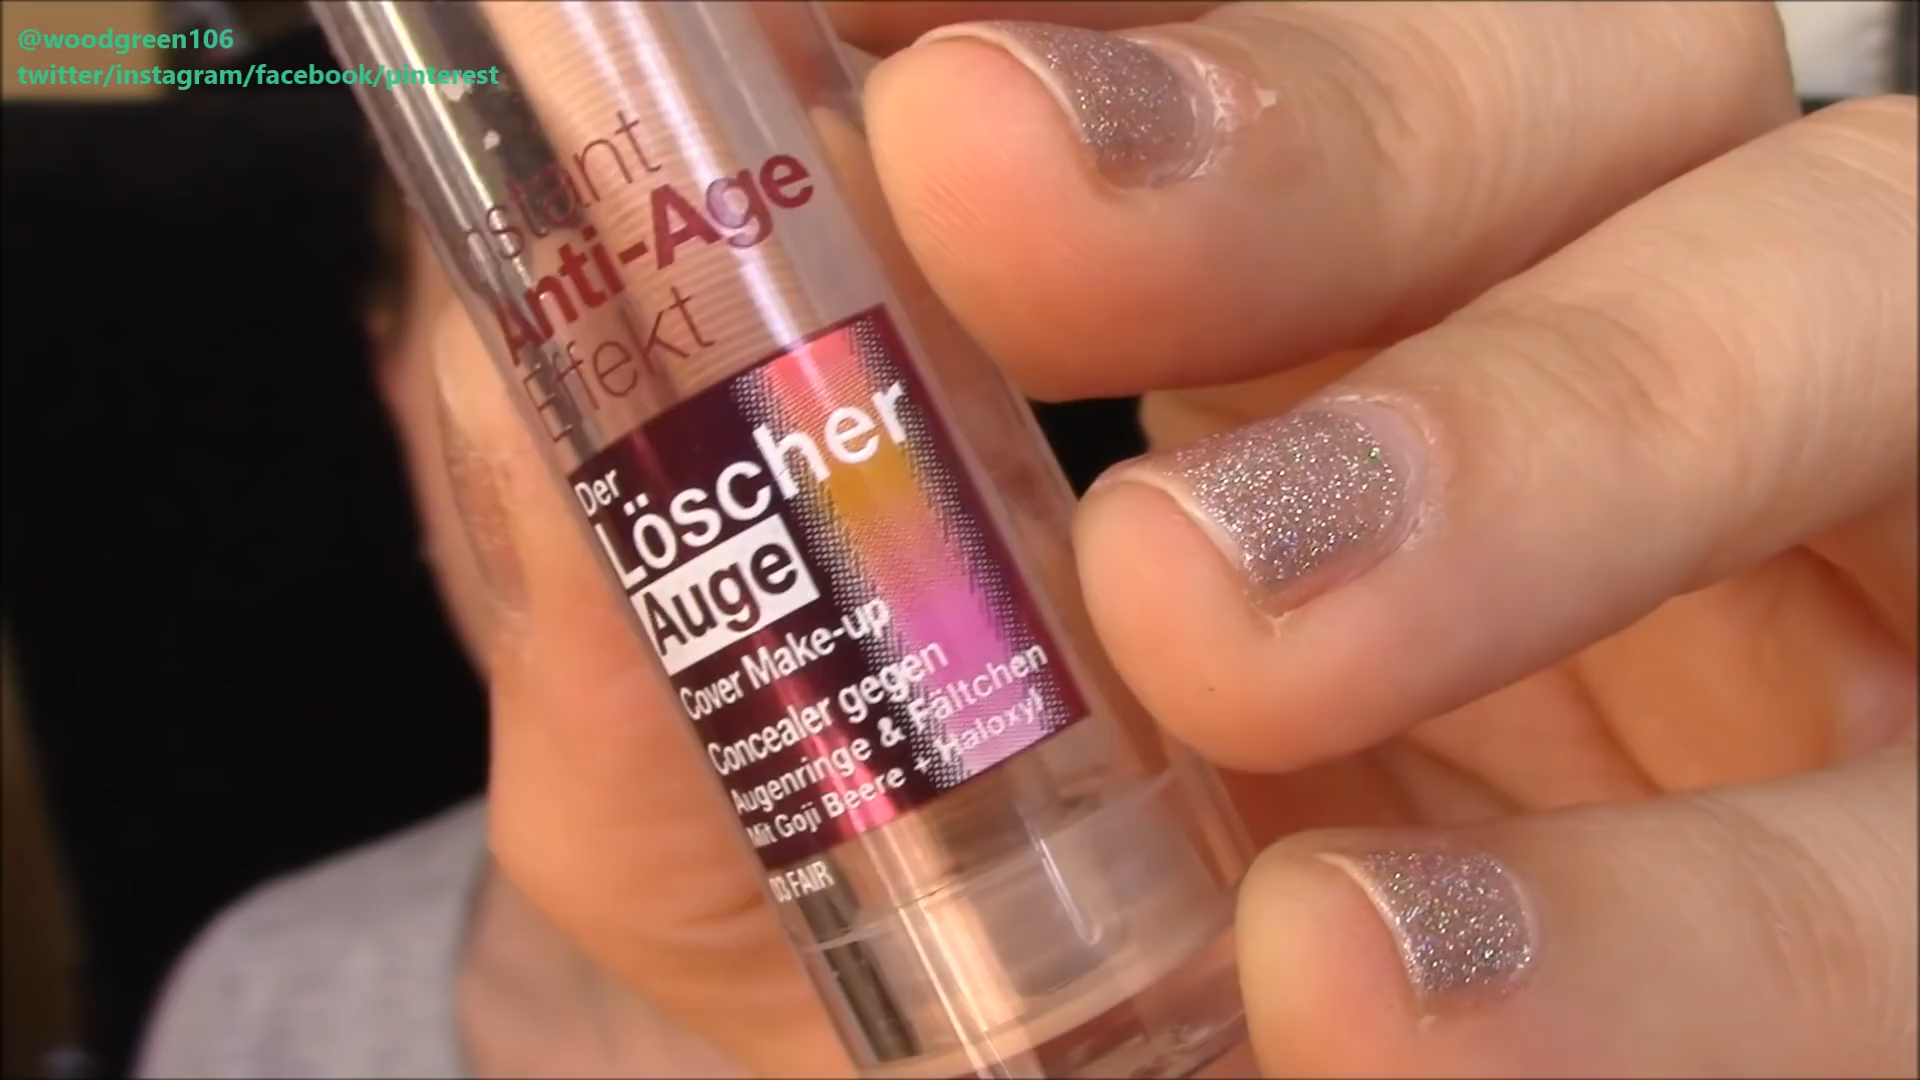 @woodgreen106
twitter/instagram/facebook/pinterest
Instant
Anti-Age
Effekt
Der
Löscher
Auge
Cover Make-up
Concealer gegen
Augenringe & Fältchen
Mit Goji Beere + Haloxyl
03 FAIR